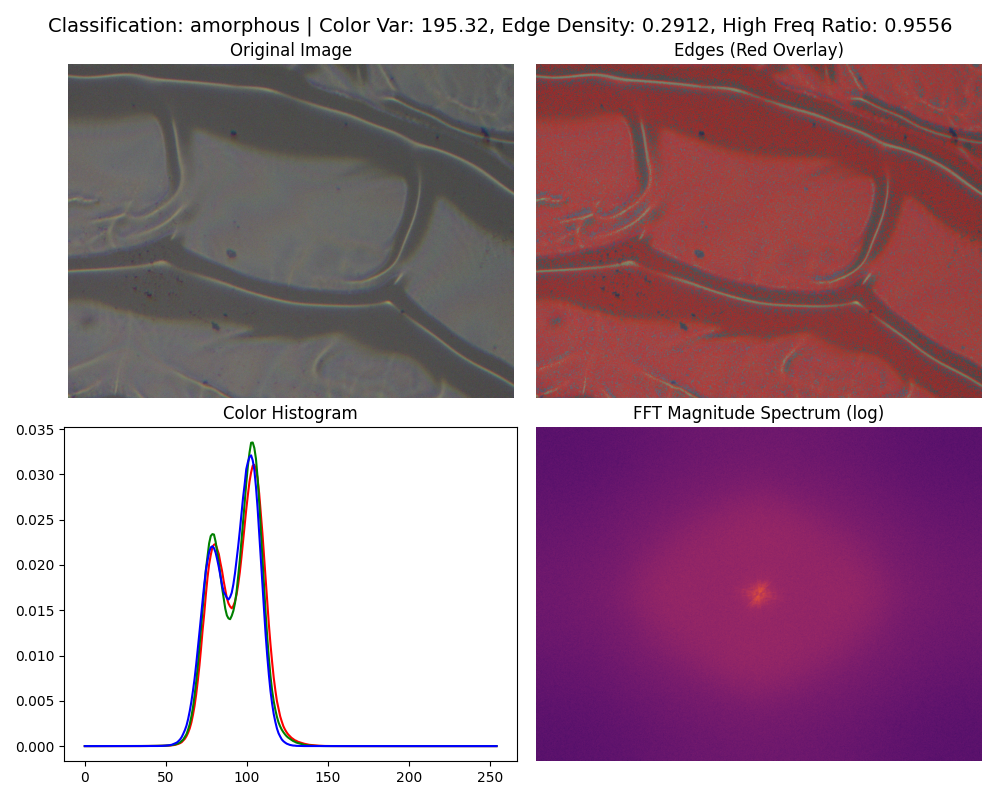 Classification: amorphous | Color Var: 195.32, Edge Density: 0.2912, High Freq Ratio: 0.9556
Original Image
Edges (Red Overlay)
Color Histogram
FFT Magnitude Spectrum (log)
0.035
0.030
0.025
0.020
0.015
0.010
0.005
0.000
0
50
100
150
200
250